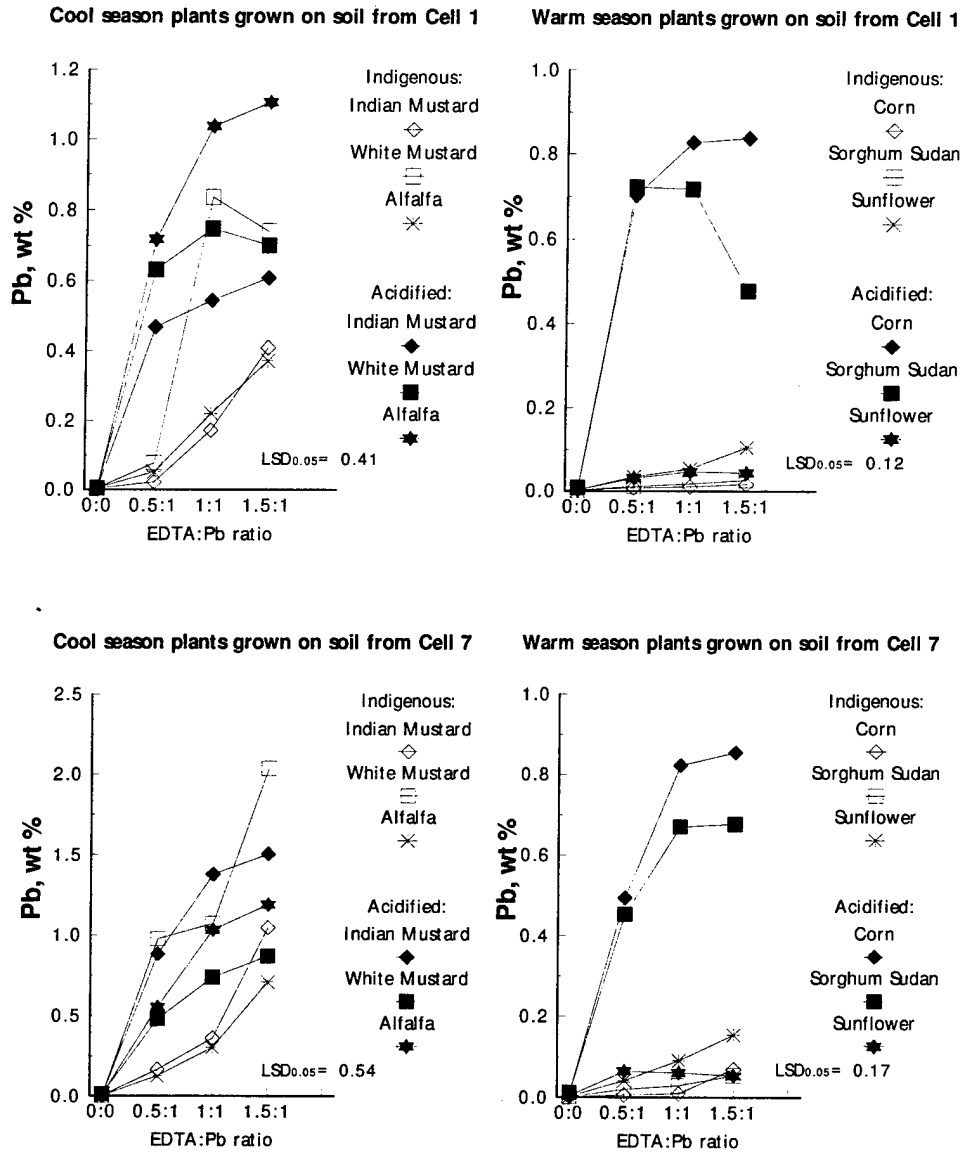 Cool season plants grown on soil from Cell 1
Pb, wt %
1.2
1.0
0.8
0.6
0.4
0.2
0.0
0:0 0.5:1 1:1 1.5:1
EDTA:Pb ratio
Indigenous:
Indian Mustard
White Mustard
Alfalfa
Acidified:
Indian Mustard
White Mustard
Alfalfa
LSD0.05= 0.41
Warm season plants grown on soil from Cell 1
Pb, wt %
1.0
0.8
0.6
0.4
0.2
0.0
0:0 0.5:1 1:1 1.5:1
EDTA:Pb ratio
Indigenous:
Corn
Sorghum Sudan
Sunflower
Acidified:
Corn
Sorghum Sudan
Sunflower
LSD0.05= 0.12
Cool season plants grown on soil from Cell 7
Pb, wt %
2.5
2.0
1.5
1.0
0.5
0.0
0:0 0.5:1 1:1 1.5:1
EDTA:Pb ratio
Indigenous:
Indian Mustard
White Mustard
Alfalfa
Acidified:
Indian Mustard
White Mustard
Alfalfa
LSD0.05= 0.54
Warm season plants grown on soil from Cell 7
Pb, wt %
1.0
0.8
0.6
0.4
0.2
0.0
0:0 0.5:1 1:1 1.5:1
EDTA:Pb ratio
Indigenous:
Corn
Sorghum Sudan
Sunflower
Acidified:
Corn
Sorghum Sudan
Sunflower
LSD0.05= 0.17